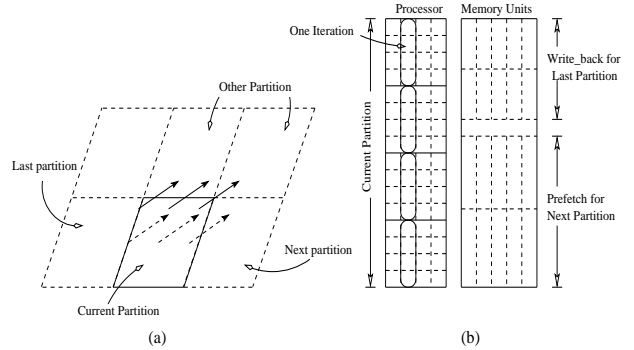 Other Partition
Last partition
Next partition
Current Partition
(a)
Processor
Memory Units
One Iteration
Current Partition
Write_back for
Last Partition
Prefetch for
Next Partition
(b)